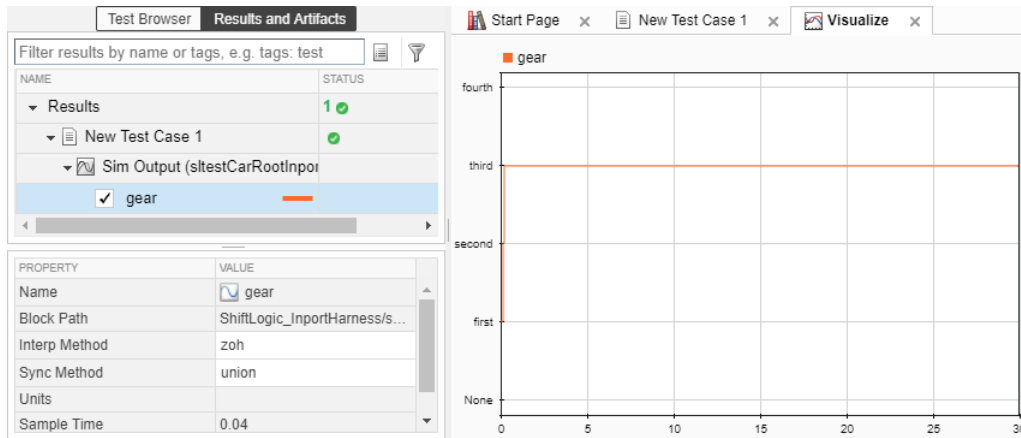 Test Browser Results and Artifacts
Filter results by name or tags, e.g. tags: test
NAME STATUS
Results 1
New Test Case 1
Sim Output (sltestCarRootInpor
gear
PROPERTY VALUE
Name gear
Block Path ShiftLogic_InportHarness/s...
Interp Method zoh
Sync Method union
Units
Sample Time 0.04
Start Page New Test Case 1 Visualize
gear
fourth
third
second
first
None
0 5 10 15 20 25 30